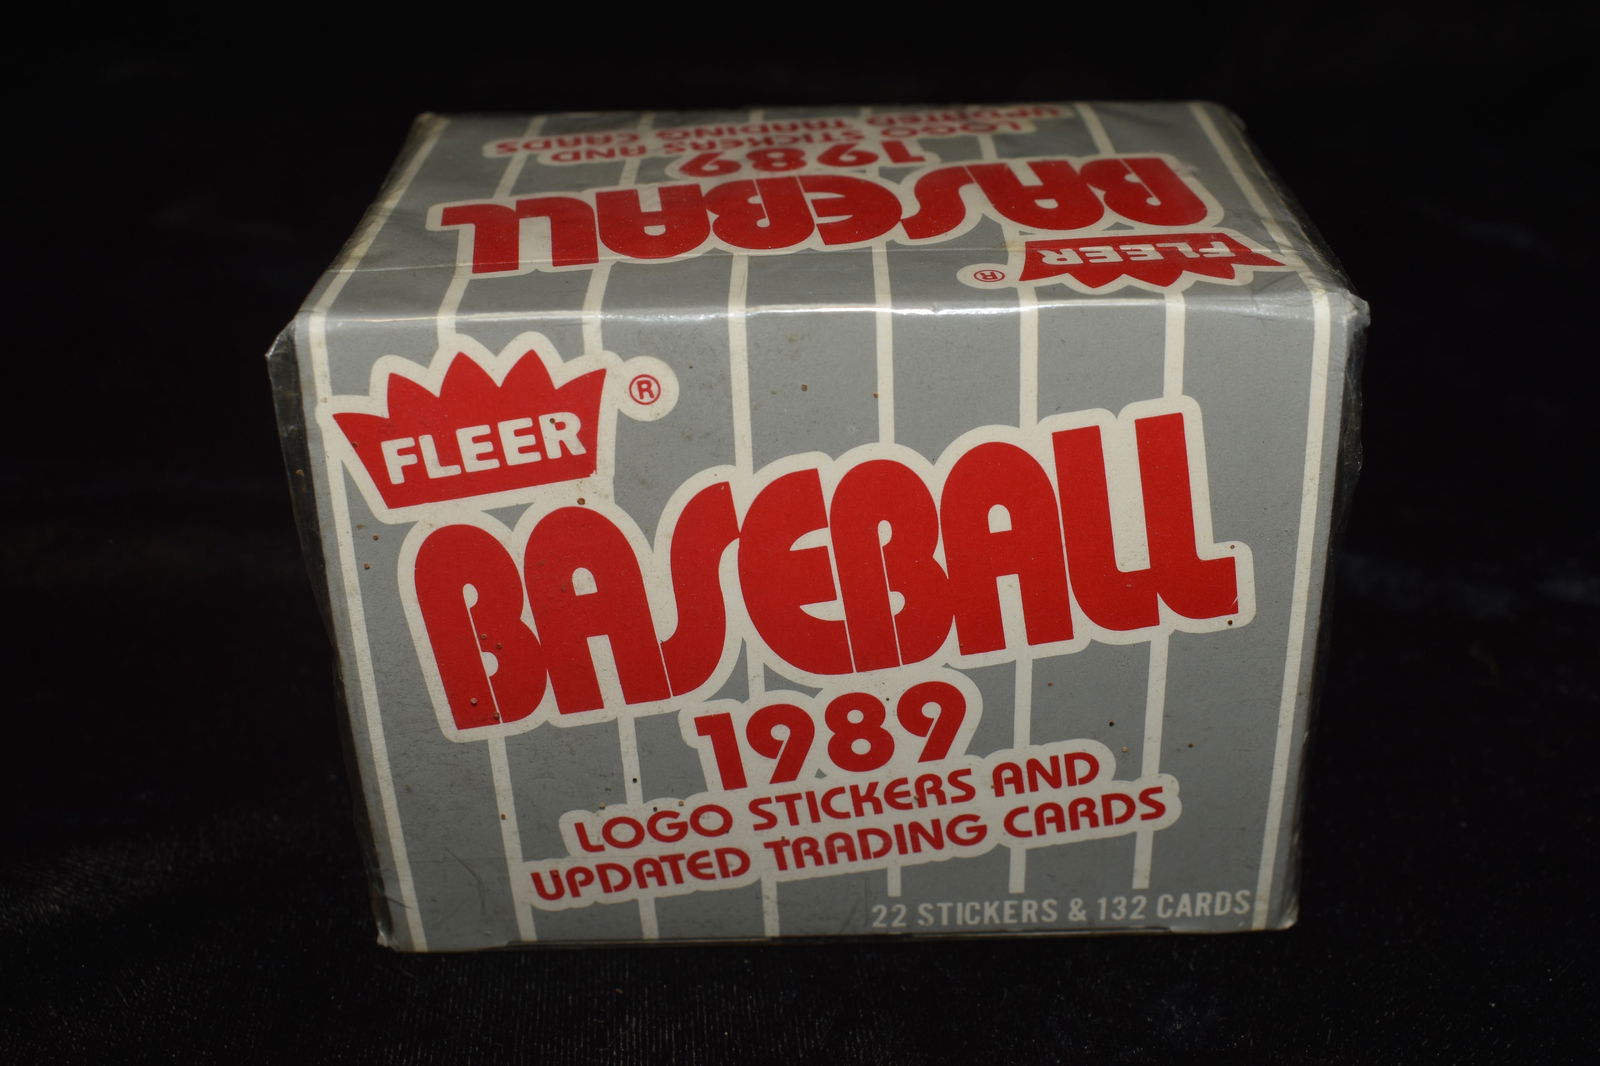 UPDATED TRADING CARDS
LOGO STICKERS AND
1989
BASEBALL
FLEER ®
FLEER ®
BASEBALL
1989
LOGO STICKERS AND
UPDATED TRADING CARDS
22 STICKERS & 132 CARDS